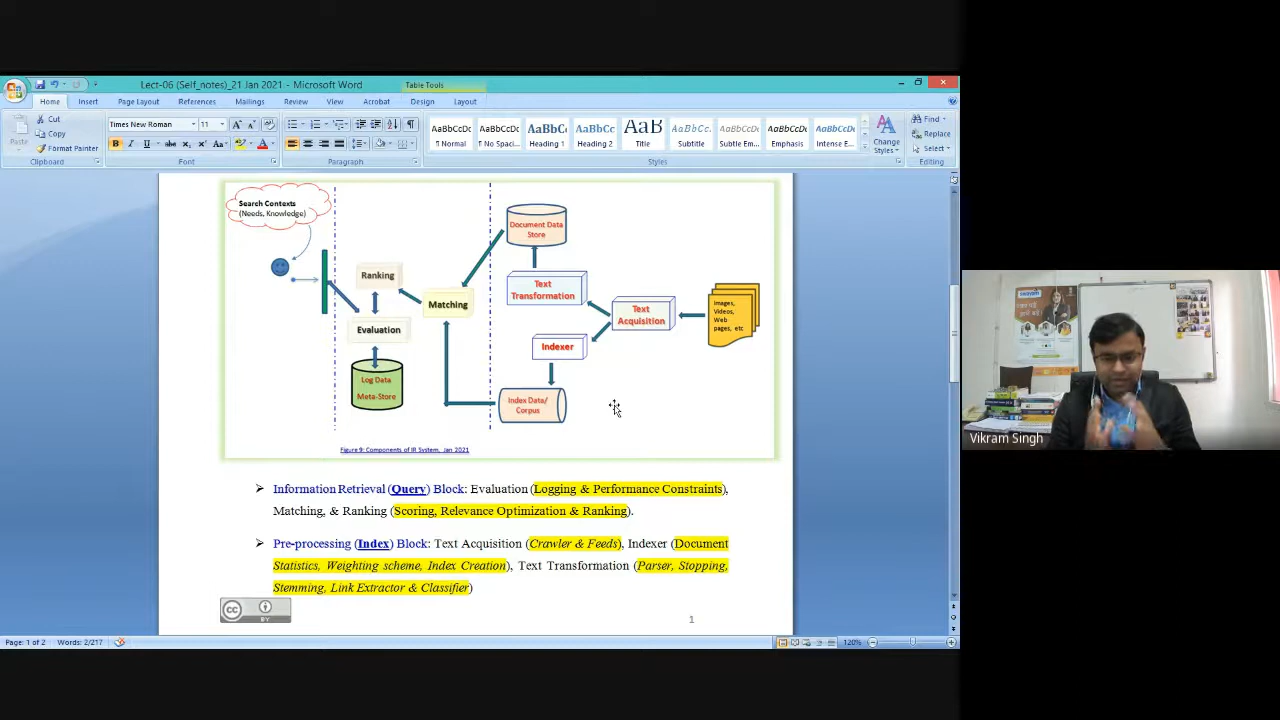 Lect-06 (Self_notes)_21 Jan 2021 - Microsoft Word
Table Tools
Home Insert Page Layout References Mailings Review View Acrobat Design Layout
Cut
Copy
Format Painter
Paste
Clipboard
Times New Roman 11
Font
Paragraph
AaBbCcDc AaBbCcDc AaBbC AaBbCc AaB AaBbCc. AaBbCcDc AaBbCcDc AaBbCcDc
¶ Normal ¶ No Spaci... Heading 1 Heading 2 Title Subtitle Subtle Em... Emphasis Intense E...
Styles
Change
Styles
Find
Replace
Select
Editing
Search Contexts
(Needs, Knowledge)
Document Data
Store
Ranking
Text
Transformation
Matching
Text
Acquisition
Images,
Videos,
Web
pages, etc
Evaluation
Indexer
Log Data
Meta-Store
Index Data/
Corpus
Figure 9: Components of IR System, Jan 2021
Information Retrieval (Query) Block: Evaluation (Logging & Performance Constraints),
Matching, & Ranking (Scoring, Relevance Optimization & Ranking).
Pre-processing (Index) Block: Text Acquisition (Crawler & Feeds), Indexer (Document
Statistics, Weighting scheme, Index Creation), Text Transformation (Parser, Stopping,
Stemming, Link Extractor & Classifier)
cc BY
1
Page: 1 of 2 Words: 2/217
120%
Vikram Singh